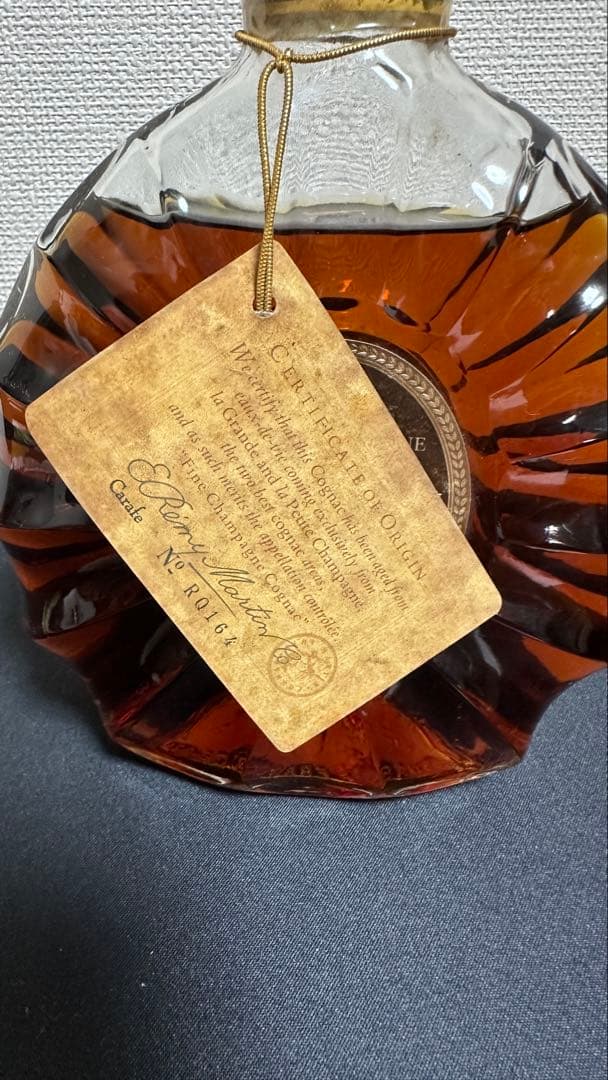 CERTIFICATE OF ORIGIN
We certify that this Cognac has been aged from
eaux-de-vie coming exclusively from
la Grande and la Petite Champagne,
the two best cognac areas
and as such merits the appellation contrôlée
"Fine Champagne Cognac"
E. Remy Martin
Carafe
Nº RQ164
NE